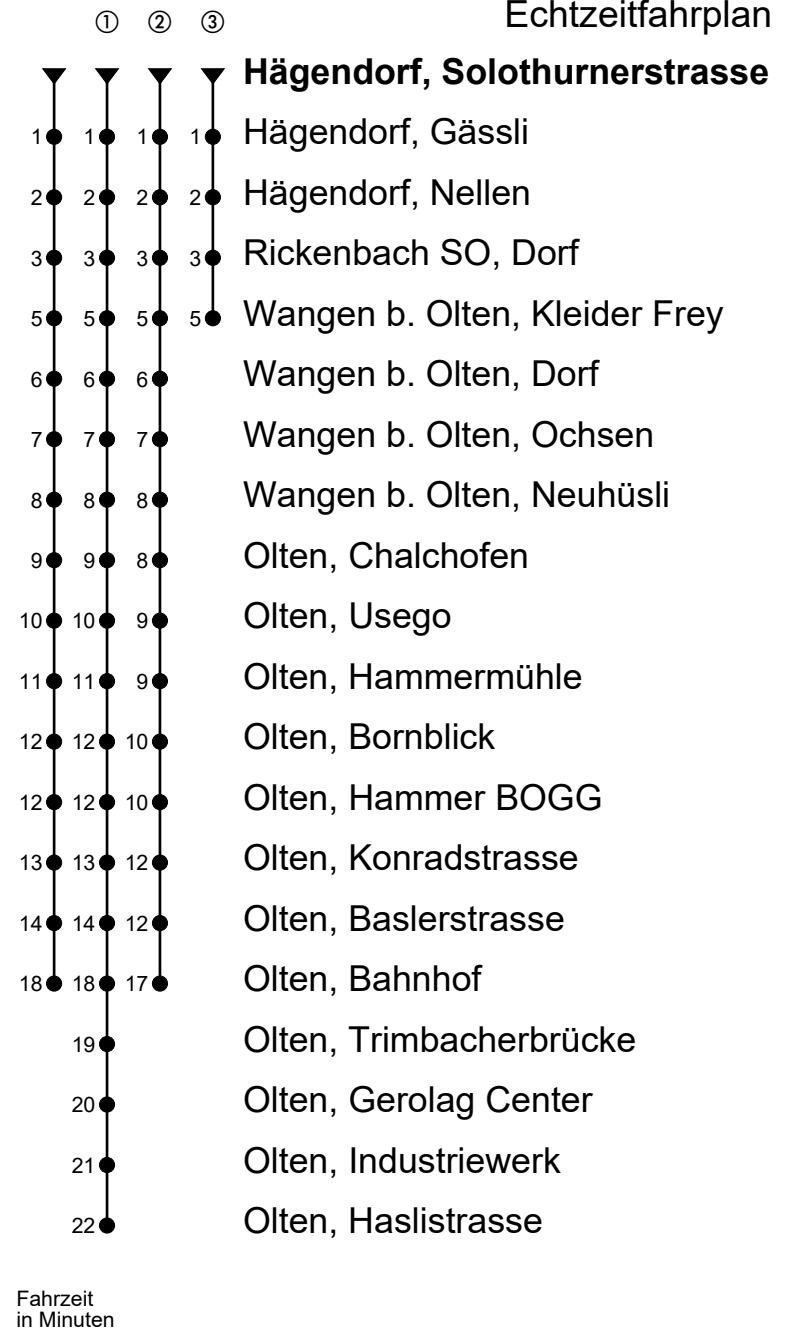 Echtzeitfahrplan
① ② ③
Hägendorf, Solothurnerstrasse
1 1 1 1 Hägendorf, Gässli
2 2 2 2 Hägendorf, Nellen
3 3 3 3 Rickenbach SO, Dorf
5 5 5 5 Wangen b. Olten, Kleider Frey
6 6 6 Wangen b. Olten, Dorf
7 7 7 Wangen b. Olten, Ochsen
8 8 8 Wangen b. Olten, Neuhüsli
9 9 8 Olten, Chalchofen
10 10 9 Olten, Usego
11 11 9 Olten, Hammermühle
12 12 10 Olten, Bornblick
12 12 10 Olten, Hammer BOGG
13 13 12 Olten, Konradstrasse
14 14 12 Olten, Baslerstrasse
18 18 17 Olten, Bahnhof
19 Olten, Trimbacherbrücke
20 Olten, Gerolag Center
21 Olten, Industriewerk
22 Olten, Haslistrasse
Fahrzeit
in Minuten